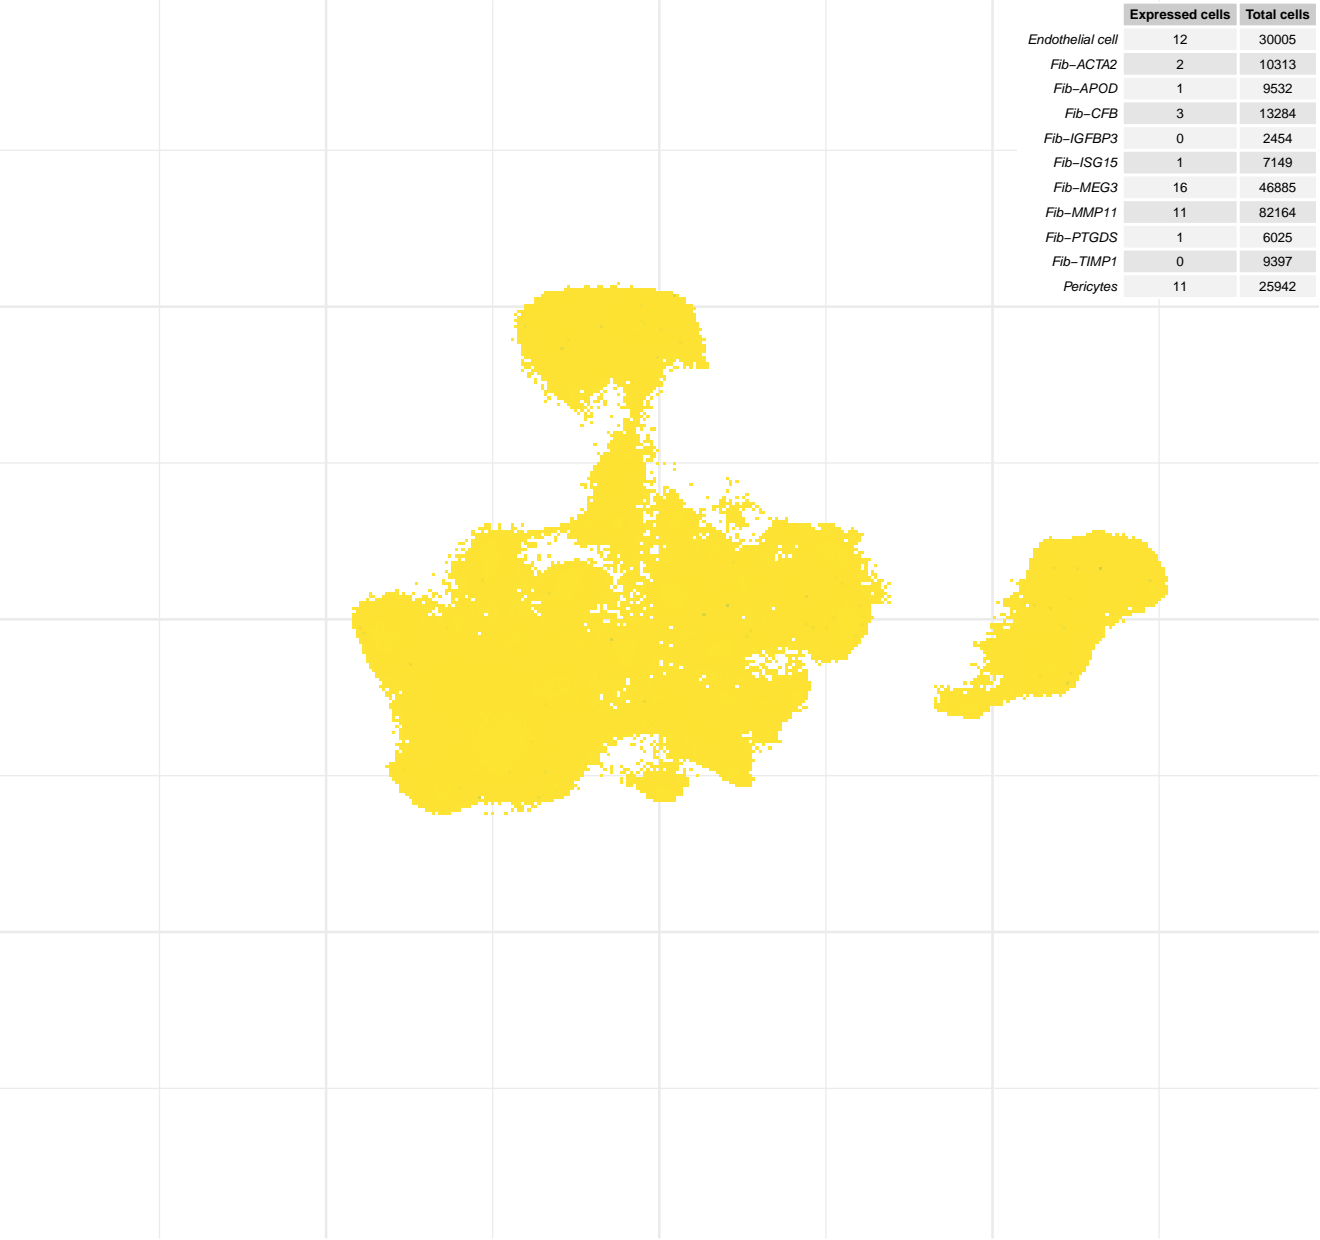 Expressed cells Total cells
Endothelial cell 12 30005
Fib−ACTA2 2 10313
Fib−APOD 1 9532
Fib−CFB 3 13284
Fib−IGFBP3 0 2454
Fib−ISG15 1 7149
Fib−MEG3 16 46885
Fib−MMP11 11 82164
Fib−PTGDS 1 6025
Fib−TIMP1 0 9397
Pericytes 11 25942